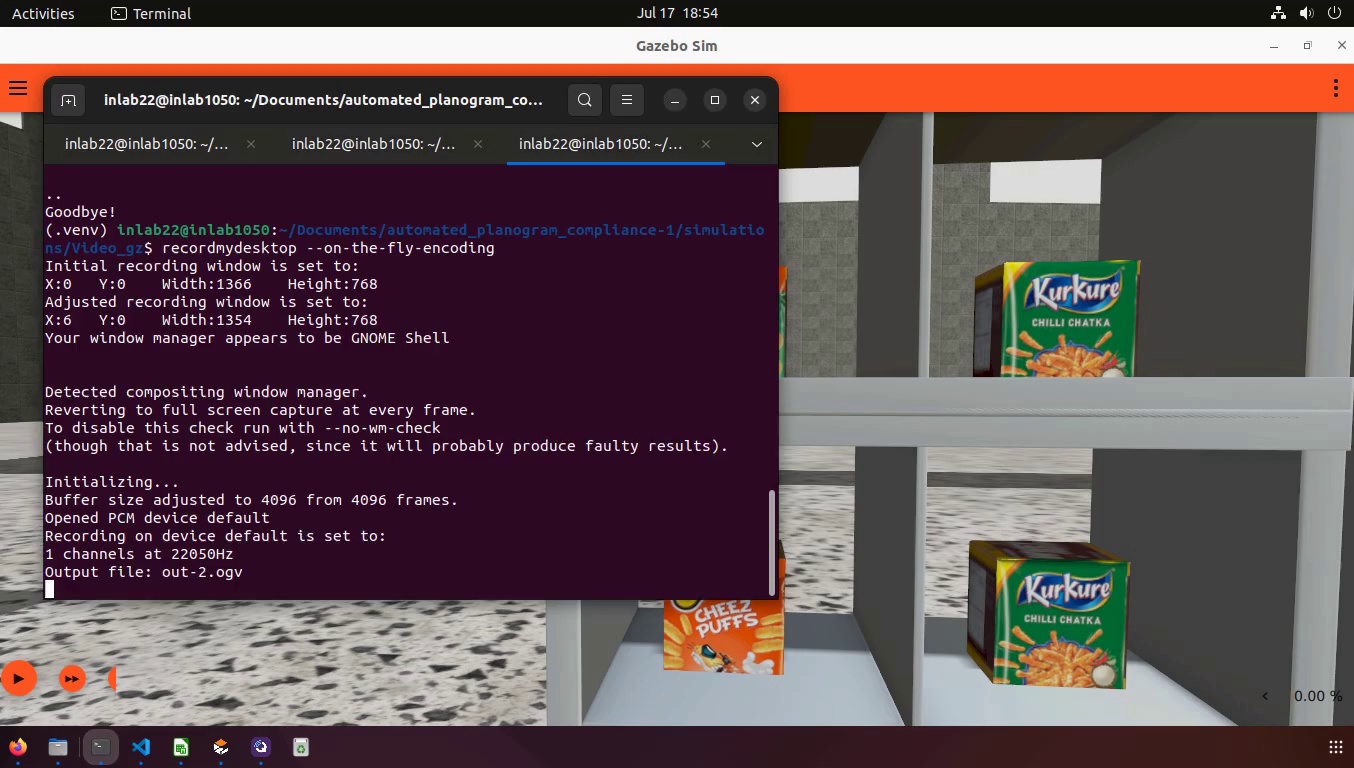 Activities
Terminal
Jul 17 18:54
Gazebo Sim
inlab22@inlab1050: ~/Documents/automated_planogram_co...
inlab22@inlab1050: ~/...
inlab22@inlab1050: ~/...
inlab22@inlab1050: ~/...
..
Goodbye!
(.venv) inlab22@inlab1050:~/Documents/automated_planogram_compliance-1/simulatio
ns/Video_gz$ recordmydesktop --on-the-fly-encoding
Initial recording window is set to:
X:0 Y:0 Width:1366 Height:768
Adjusted recording window is set to:
X:6 Y:0 Width:1354 Height:768
Your window manager appears to be GNOME Shell
Detected compositing window manager.
Reverting to full screen capture at every frame.
To disable this check run with --no-wm-check
(though that is not advised, since it will probably produce faulty results).
Initializing...
Buffer size adjusted to 4096 from 4096 frames.
Opened PCM device default
Recording on device default is set to:
1 channels at 22050Hz
Output file: out-2.ogv
KurKure
CHILLI CHATKA
CHEEZ
PUFFS
KurKure
CHILLI CHATKA
0.00 %